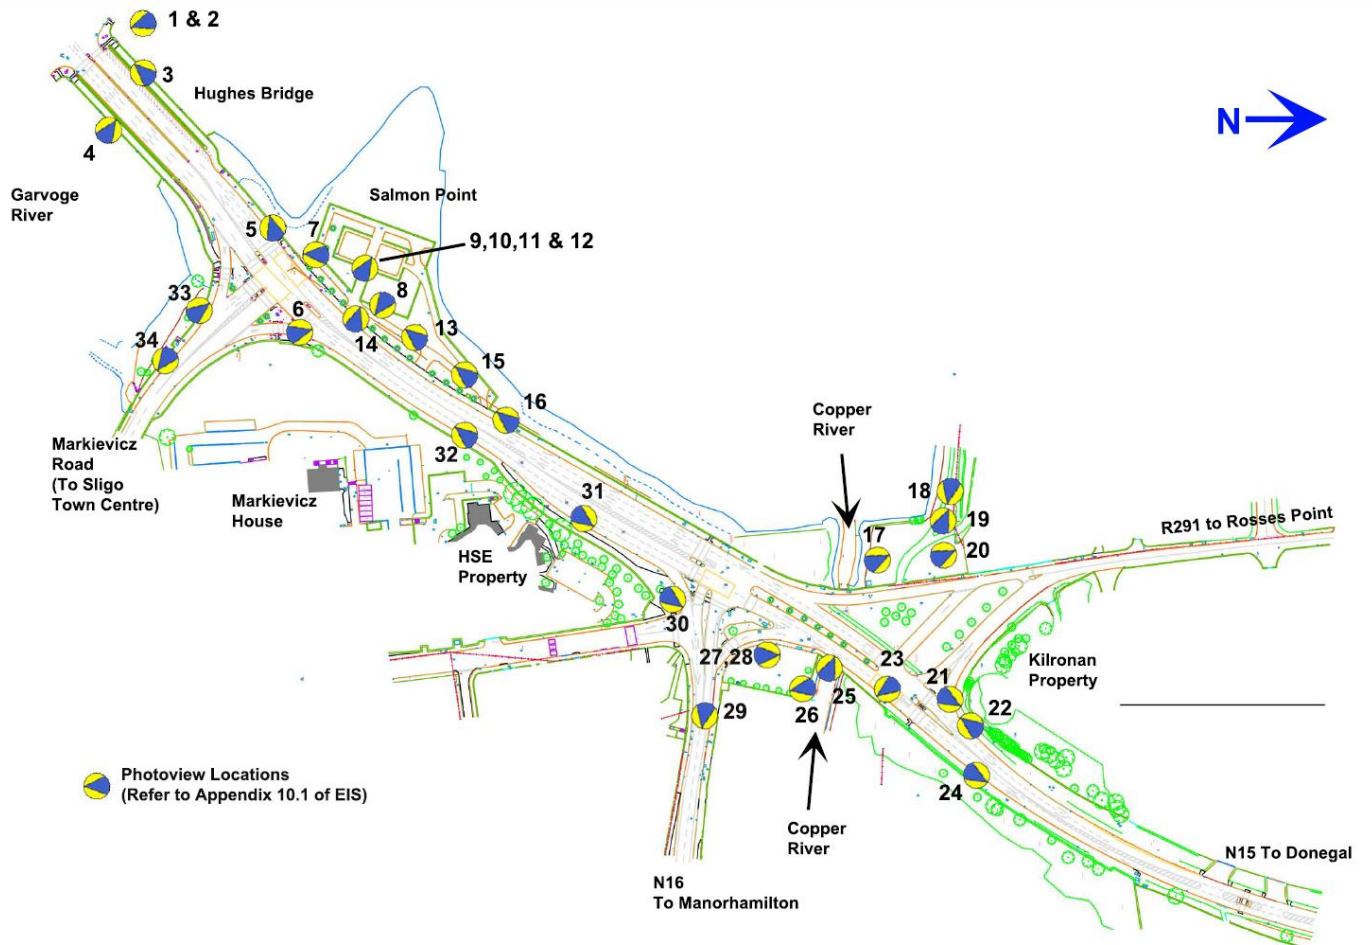 1 & 2
3
Hughes Bridge
N
4
Garvoge
River
Salmon Point
5
7
9,10,11 & 12
8
33
6
14
13
34
15
16
32
Markievicz
Road
(To Sligo
Town Centre)
Markievicz
House
HSE
Property
31
Copper
River
18
19
17
20
R291 to Rosses Point
30
27,28
23
21
25
26
22
29
Kilronan
Property
24
Photoview Locations
(Refer to Appendix 10.1 of EIS)
Copper
River
N15 To Donegal
N16
To Manorhamilton